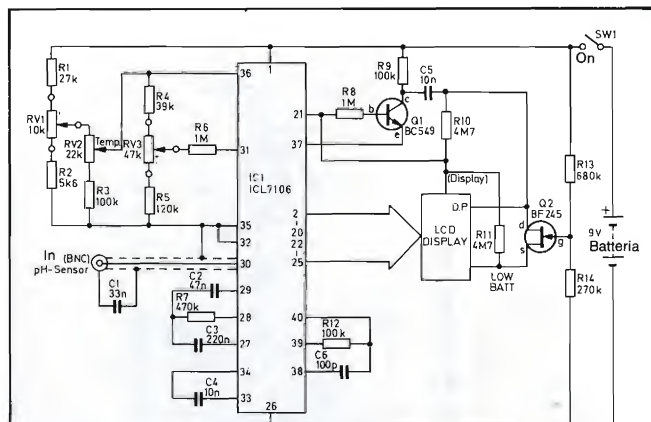 SW1
On
R1
27k
RV1
10k
R2
5k6
RV2
22k
Temp.
R3
100k
R4
39k
RV3
47k
R5
120k
R6
1M
36
31
35
32
30
29
28
27
34
33
1
IC1
ICL7106
26
21
37
2
20
22
25
40
39
38
In (BNC)
pH-Sensor
C1
33n
C2
47n
R7
470k
C3
220n
C4
10n
R12
100k
C6
100p
R9
100k
C5
10n
R8
1M
b
c
e
Q1
BC549
R10
4M7
(Display)
D.P
LCD
DISPLAY
R11
4M7
LOW
BATT
Q2
BF245
d
s
g
R13
680k
R14
270k
+
9V
Batteria